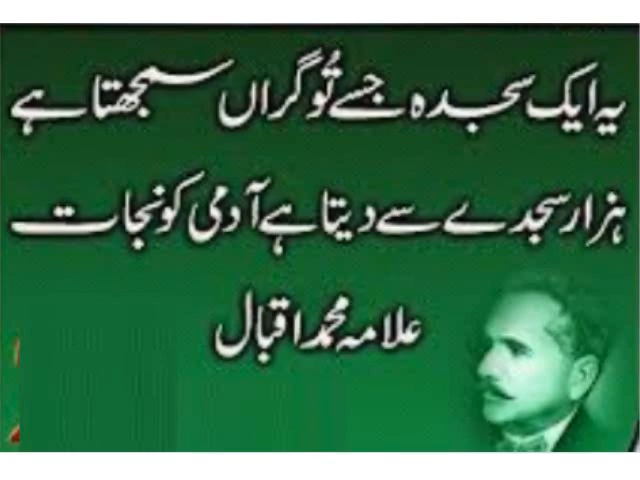 یہ ایک سجدہ جسے تُو گراں سمجھتا ہے
ہزار سجدے سے دیتا ہے آدمی کو نجات
علامہ محمد اقبال